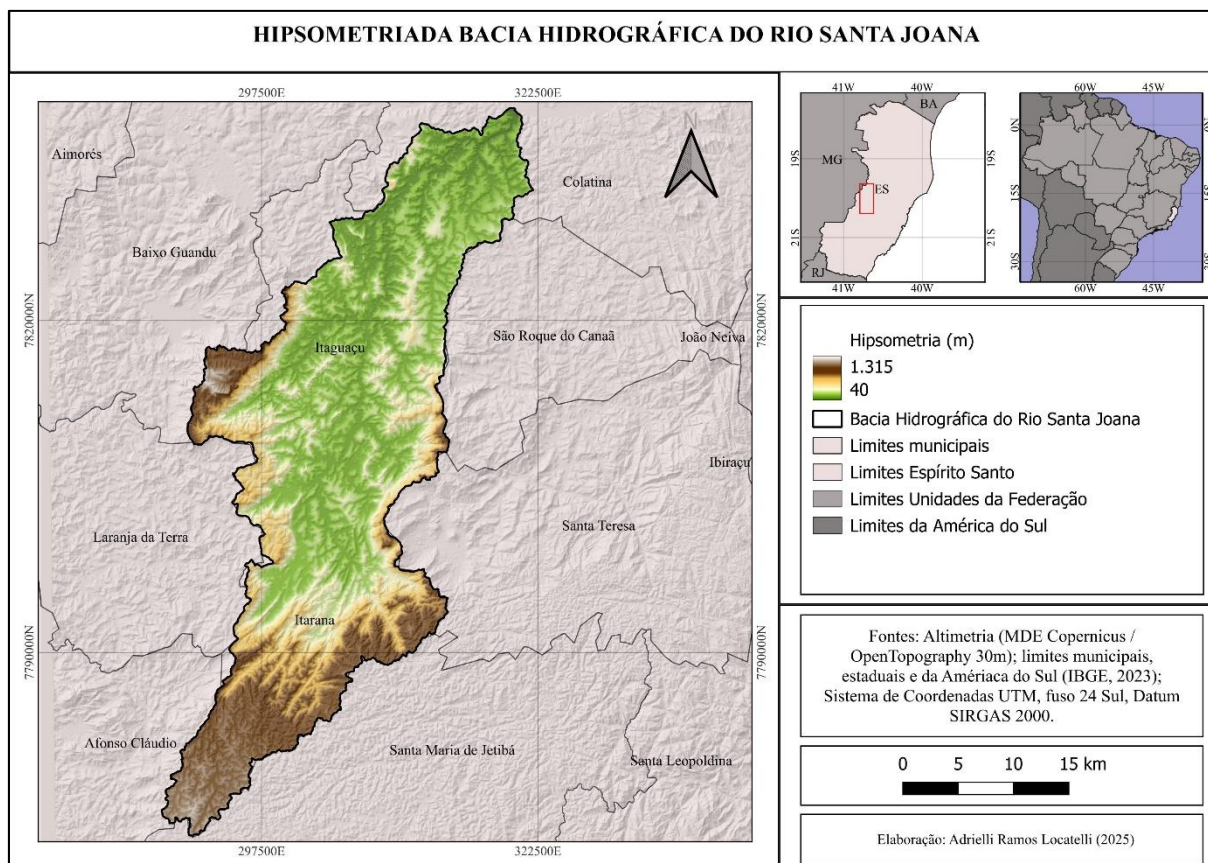 HIPSOMETRIADA BACIA HIDROGRÁFICA DO RIO SANTA JOANA
297500E
322500E
N
Aimorés
Colatina
Baixo Guandu
7820000N
7820000N
Itaguaçu
São Roque do Canaã
João Neiva
Ibiraçu
Laranja da Terra
Santa Teresa
Itarana
7790000N
7790000N
Afonso Cláudio
Santa Maria de Jetibá
Santa Leopoldina
297500E
322500E
41W
40W
BA
19S
19S
MG
ES
21S
21S
RJ
41W
40W
60W
45W
0N
0N
15S
15S
30S
30S
60W
45W
Hipsometria (m)
1.315
40
Bacia Hidrográfica do Rio Santa Joana
Limites municipais
Limites Espírito Santo
Limites Unidades da Federação
Limites da América do Sul
Fontes: Altimetria (MDE Copernicus /
OpenTopography 30m); limites municipais,
estaduais e da Amériaca do Sul (IBGE, 2023);
Sistema de Coordenadas UTM, fuso 24 Sul, Datum
SIRGAS 2000.
0 5 10 15 km
Elaboração: Adrielli Ramos Locatelli (2025)